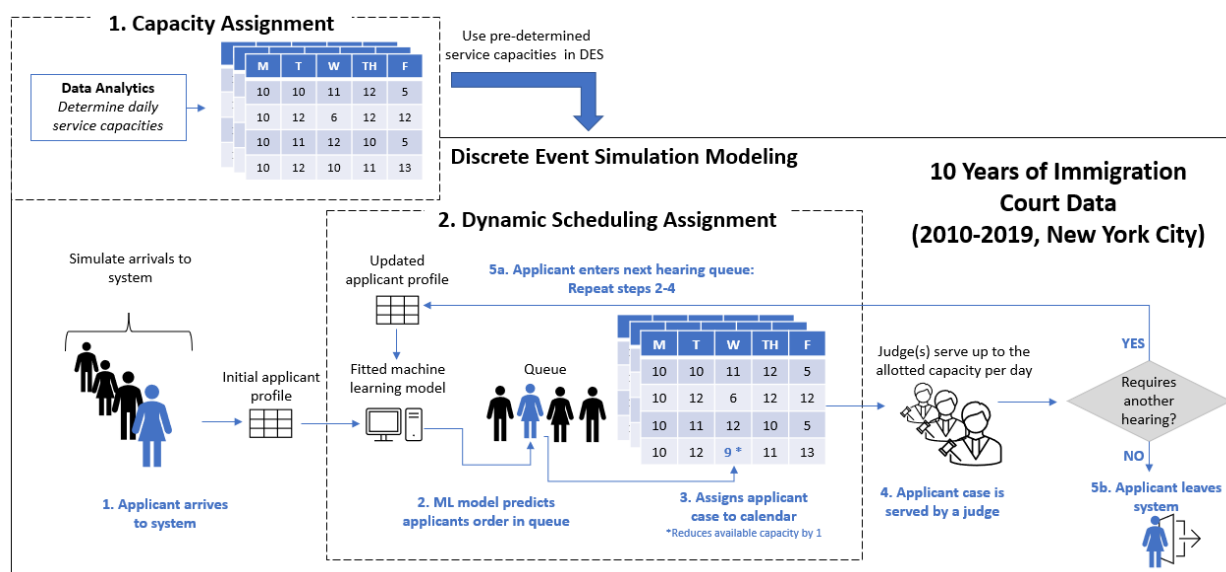 1. Capacity Assignment
Data Analytics
Determine daily
service capacities
M T W TH F
10 10 11 12 5
10 12 6 12 12
10 11 12 10 5
10 12 10 11 13
Use pre-determined
service capacities in DES
Discrete Event Simulation Modeling
10 Years of Immigration
Court Data
(2010-2019, New York City)
Simulate arrivals to
system
Initial applicant
profile
1. Applicant arrives
to system
2. Dynamic Scheduling Assignment
Updated
applicant profile
5a. Applicant enters next hearing queue:
Repeat steps 2-4
Fitted machine
learning model
Queue
M T W TH F
10 10 11 12 5
10 12 6 12 12
10 11 12 10 5
10 12 9 * 11 13
2. ML model predicts
applicants order in queue
3. Assigns applicant
case to calendar
*Reduces available capacity by 1
Judge(s) serve up to the
allotted capacity per day
4. Applicant case is
served by a judge
YES
Requires
another
hearing?
NO
5b. Applicant leaves
system